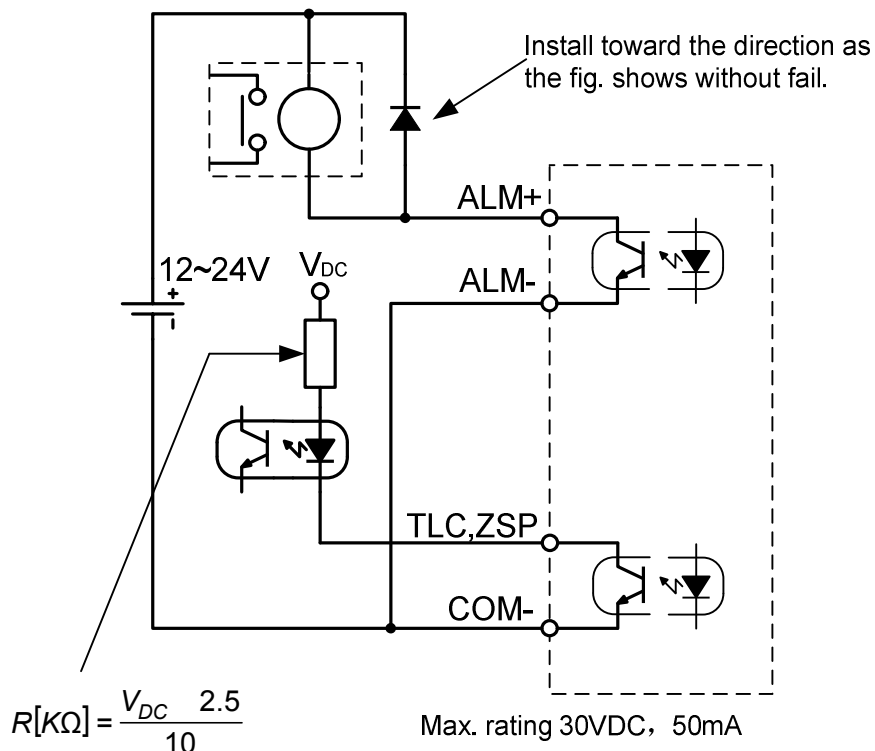 Install toward the direction as
the fig. shows without fail.
ALM+
12~24V
+
VDC
ALM-
TLC,ZSP
COM-
R[KΩ] = VDC 2.5 / 10
Max. rating 30VDC, 50mA